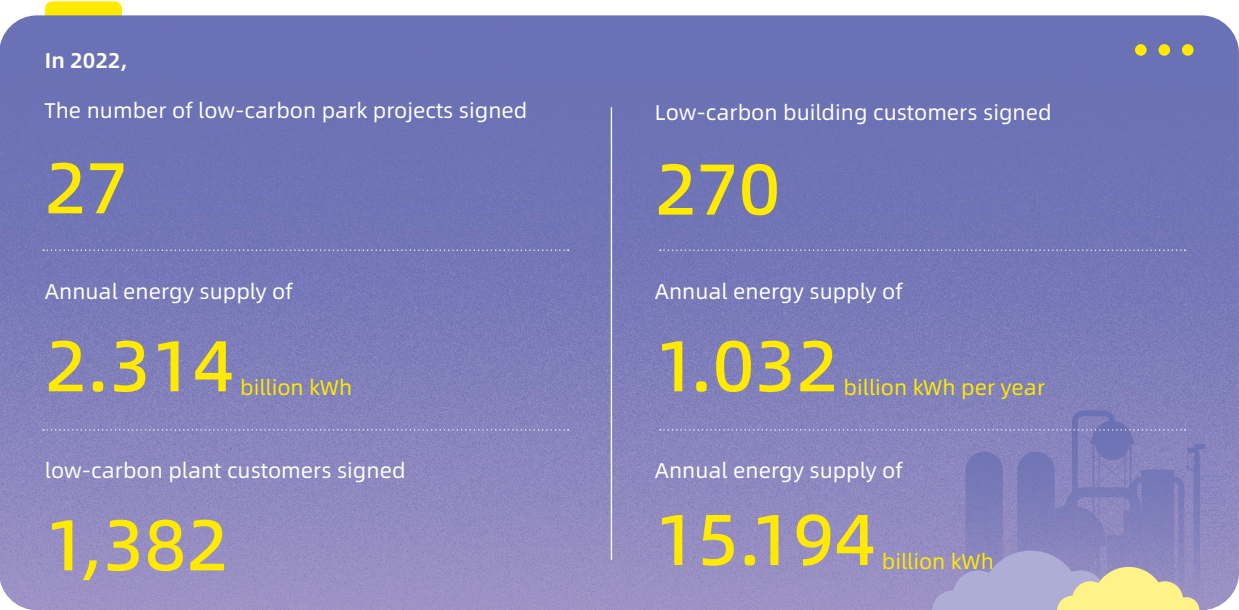 In 2022,
The number of low-carbon park projects signed
27
Annual energy supply of
2.314 billion kWh
low-carbon plant customers signed
1,382
Low-carbon building customers signed
270
Annual energy supply of
1.032 billion kWh per year
Annual energy supply of
15.194 billion kWh